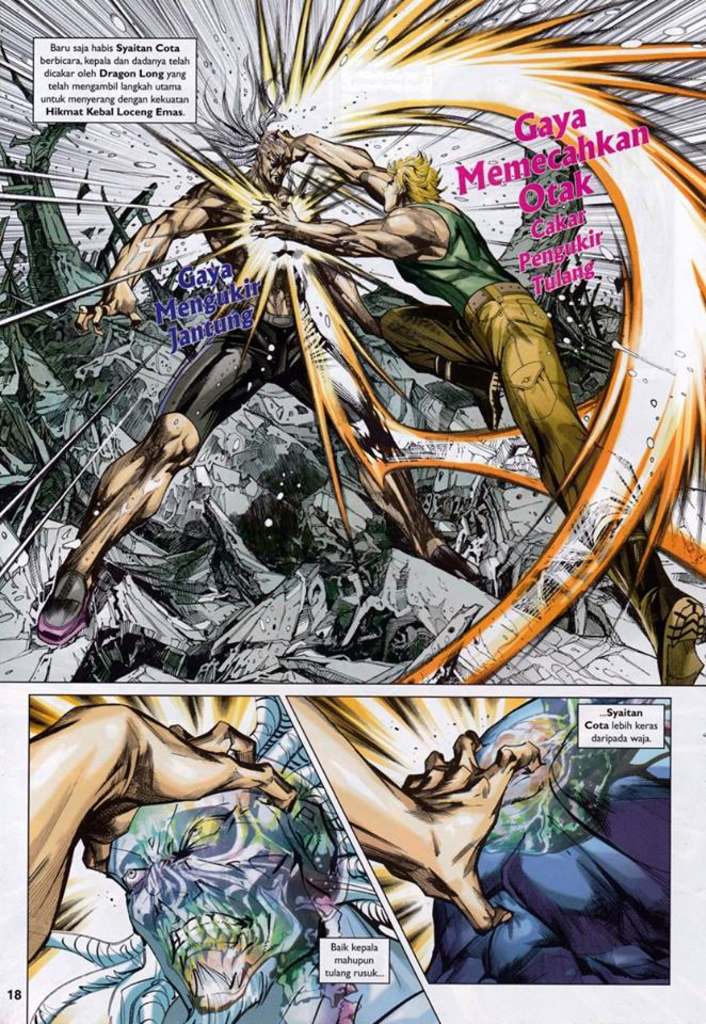 Baru saja habis Syaitan Cota
berbicara, kepala dan dadanya telah
dicakar oleh Dragon Long yang
telah mengambil langkah utama
untuk menyerang dengan kekuatan
Hikmat Kebal Loceng Emas.
Gaya
Memecahkan
Otak
Cakar
Pengukir
Tulang
Gaya
Mengukir
Jantung
Baik kepala
mahupun
tulang rusuk...
...Syaitan
Cota lebih keras
daripada waja.
18